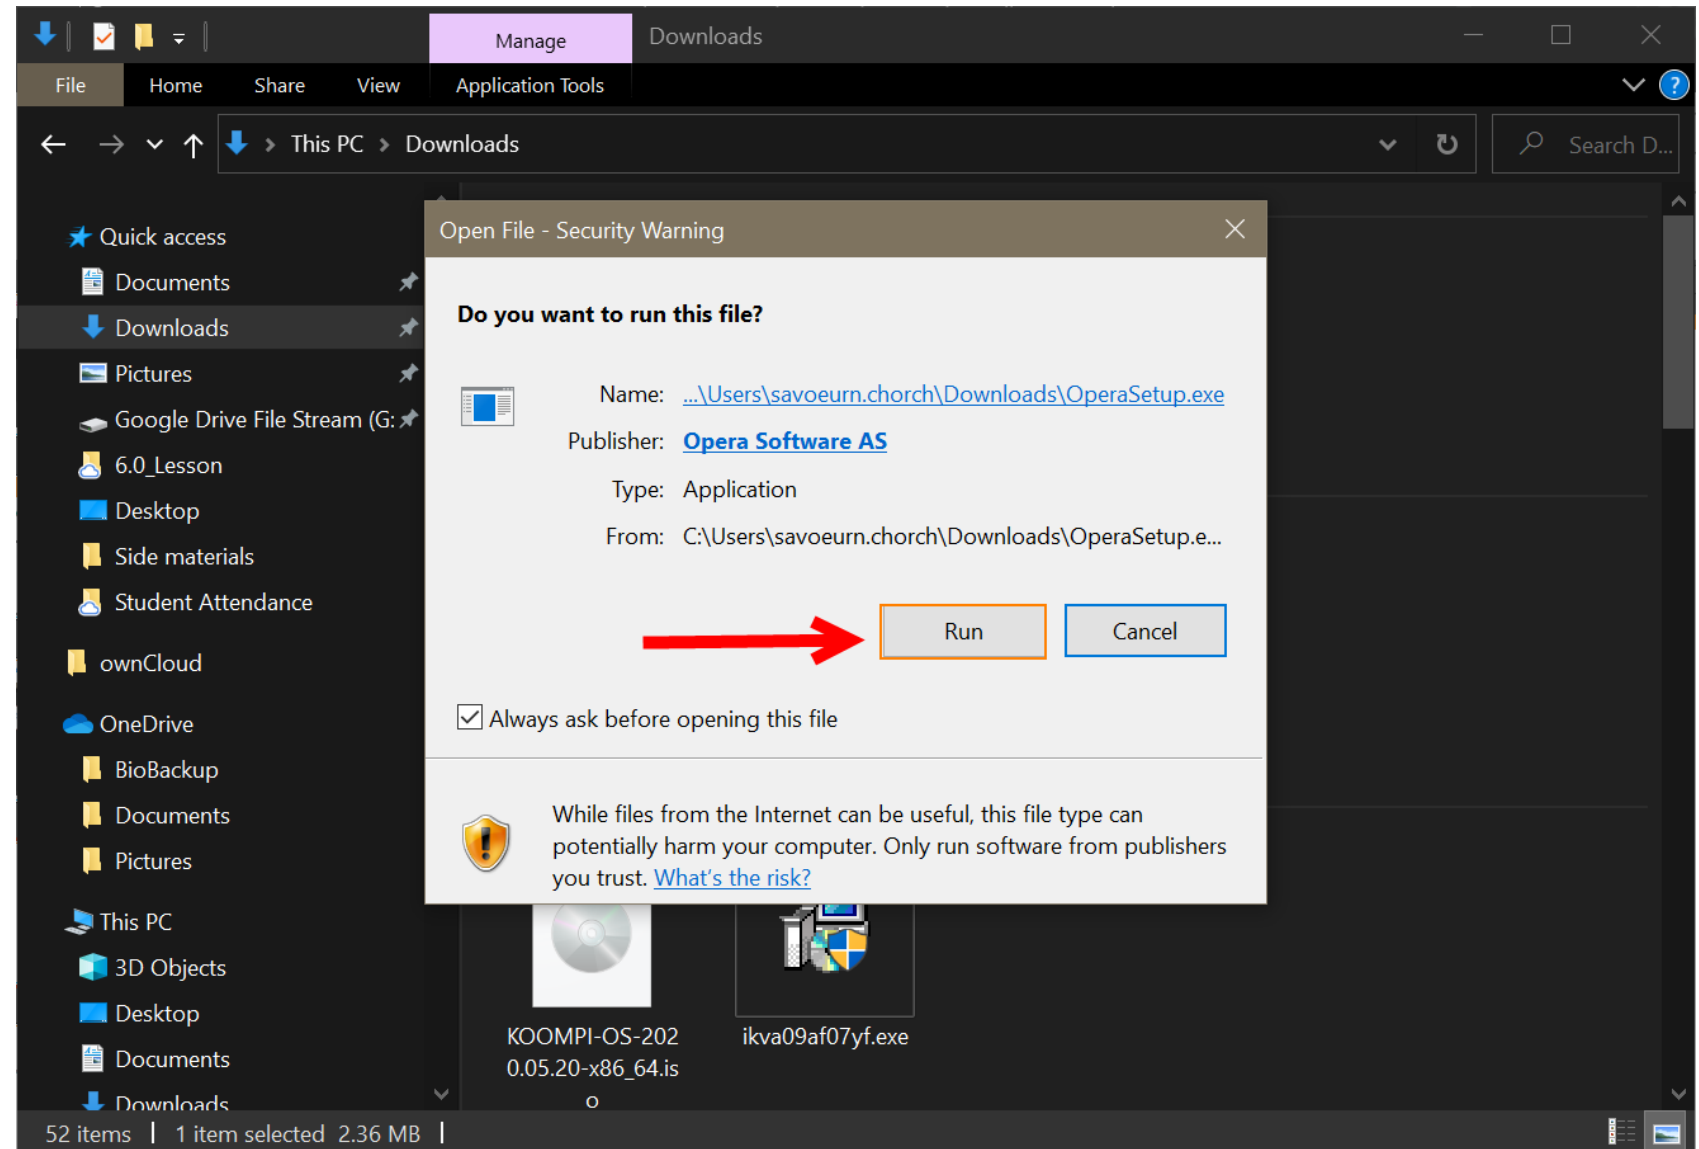 Manage
Downloads
File
Home
Share
View
Application Tools
?
This PC
Downloads
Search D...
Quick access
Documents
Downloads
Pictures
Google Drive File Stream (G:
6.0_Lesson
Desktop
Side materials
Student Attendance
ownCloud
OneDrive
BioBackup
Documents
Pictures
This PC
3D Objects
Desktop
Documents
Downloads
Open File - Security Warning
Do you want to run this file?
Name: ...\Users\savoeurn.chorch\Downloads\OperaSetup.exe
Publisher: Opera Software AS
Type: Application
From: C:\Users\savoeurn.chorch\Downloads\OperaSetup.e...
Run
Cancel
Always ask before opening this file
While files from the Internet can be useful, this file type can
potentially harm your computer. Only run software from publishers
you trust. What's the risk?
KOOMPI-OS-202
0.05.20-x86_64.is
o
ikva09af07yf.exe
52 items
1 item selected 2.36 MB